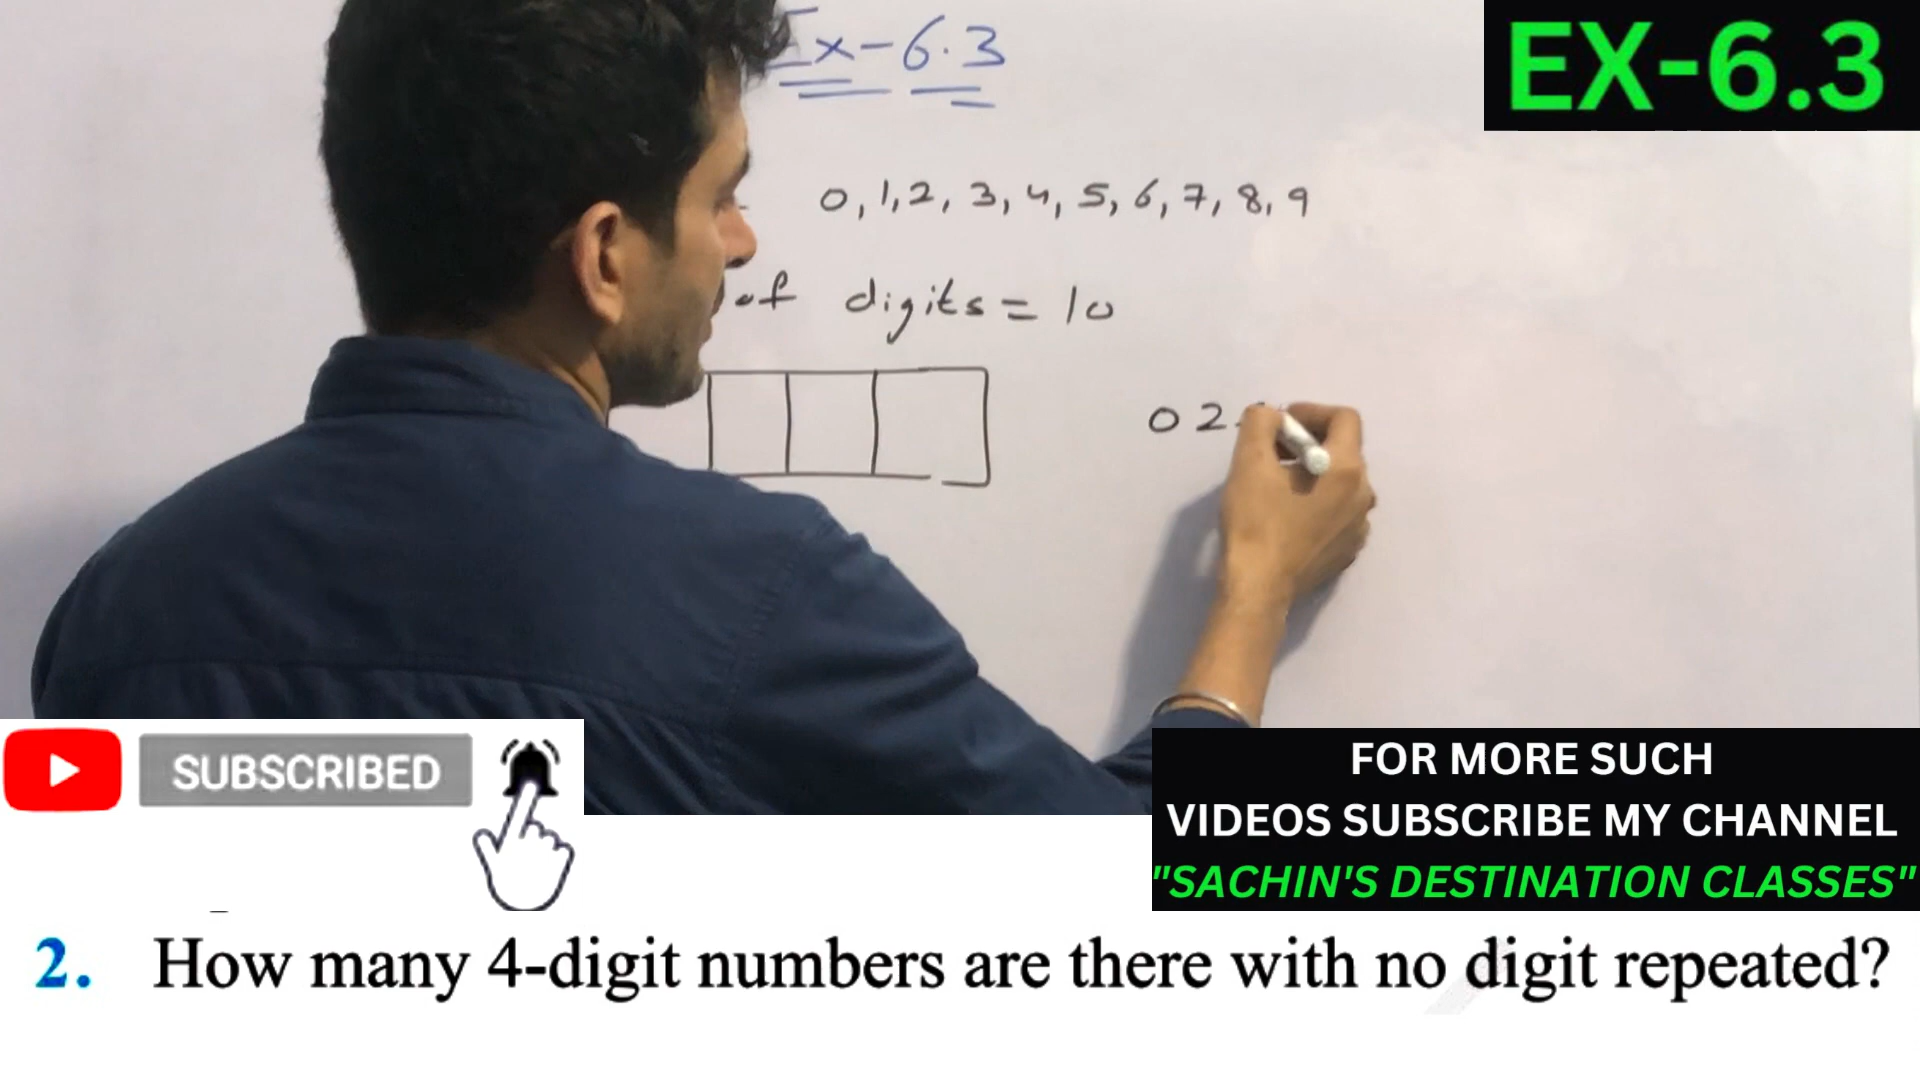 Ex-6.3
EX-6.3
0, 1, 2, 3, 4, 5, 6, 7, 8, 9
of digits = 10
0 2
SUBSCRIBED
FOR MORE SUCH
VIDEOS SUBSCRIBE MY CHANNEL
"SACHIN'S DESTINATION CLASSES"
2. How many 4-digit numbers are there with no digit repeated?